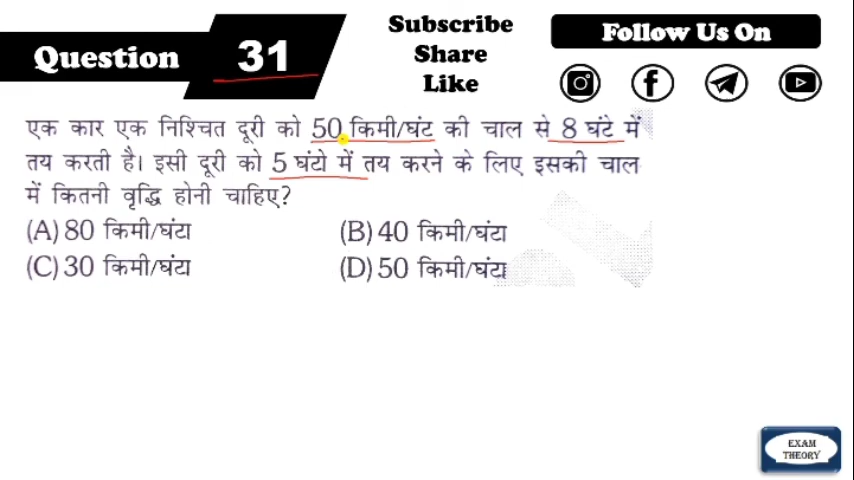 Question 31
Subscribe
Share
Like
Follow Us On
एक कार एक निश्चित दूरी को 50 किमी/घंट की चाल से 8 घंटे में
तय करती है। इसी दूरी को 5 घंटो में तय करने के लिए इसकी चाल
में कितनी वृद्धि होनी चाहिए?
(A) 80 किमी/घंटा (B) 40 किमी/घंटा
(C) 30 किमी/घंटा (D) 50 किमी/घंटा
EXAM
THEORY